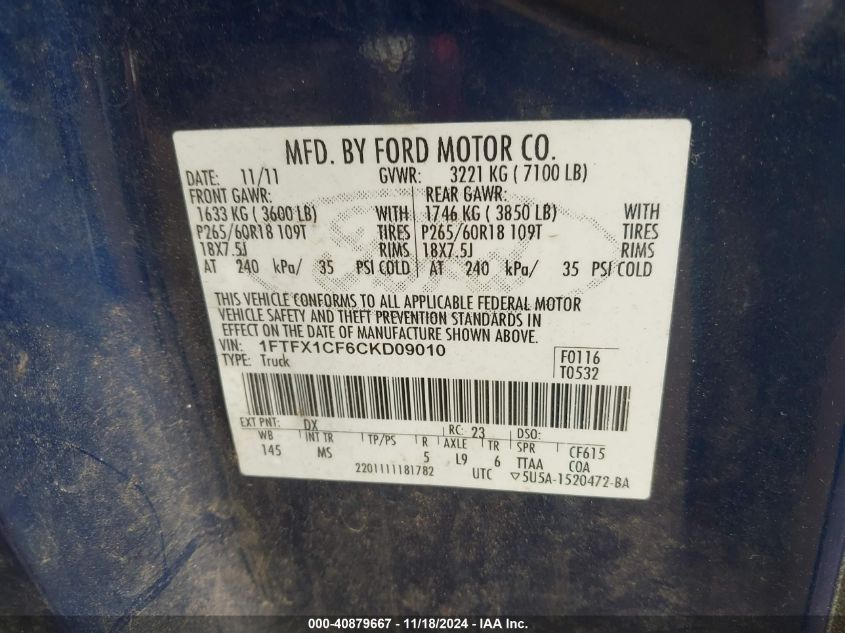 MFD. BY FORD MOTOR CO.
DATE: 11/11 GVWR: 3221 KG ( 7100 LB)
FRONT GAWR: REAR GAWR:
1633 KG ( 3600 LB) WITH 1746 KG ( 3850 LB) WITH
P265/60R18 109T TIRES P265/60R18 109T TIRES
18X7.5J RIMS 18X7.5J RIMS
AT 240 kPa/ 35 PSI COLD AT 240 kPa/ 35 PSI COLD
THIS VEHICLE CONFORMS TO ALL APPLICABLE FEDERAL MOTOR
VEHICLE SAFETY AND THEFT PREVENTION STANDARDS IN
EFFECT ON THE DATE OF MANUFACTURE SHOWN ABOVE.
VIN: 1FTFX1CF6CKD09010 F0116
TYPE: Truck T0532
EXT PNT: DX RC: 23 DSO:
WB INT TR TP/PS R AXLE TR SPR CF615
145 MS 5 L9 6 TTAA COA
2201111181782 UTC ▽5U5A-1520472-BA
000-40879667 - 11/18/2024 - IAA Inc.